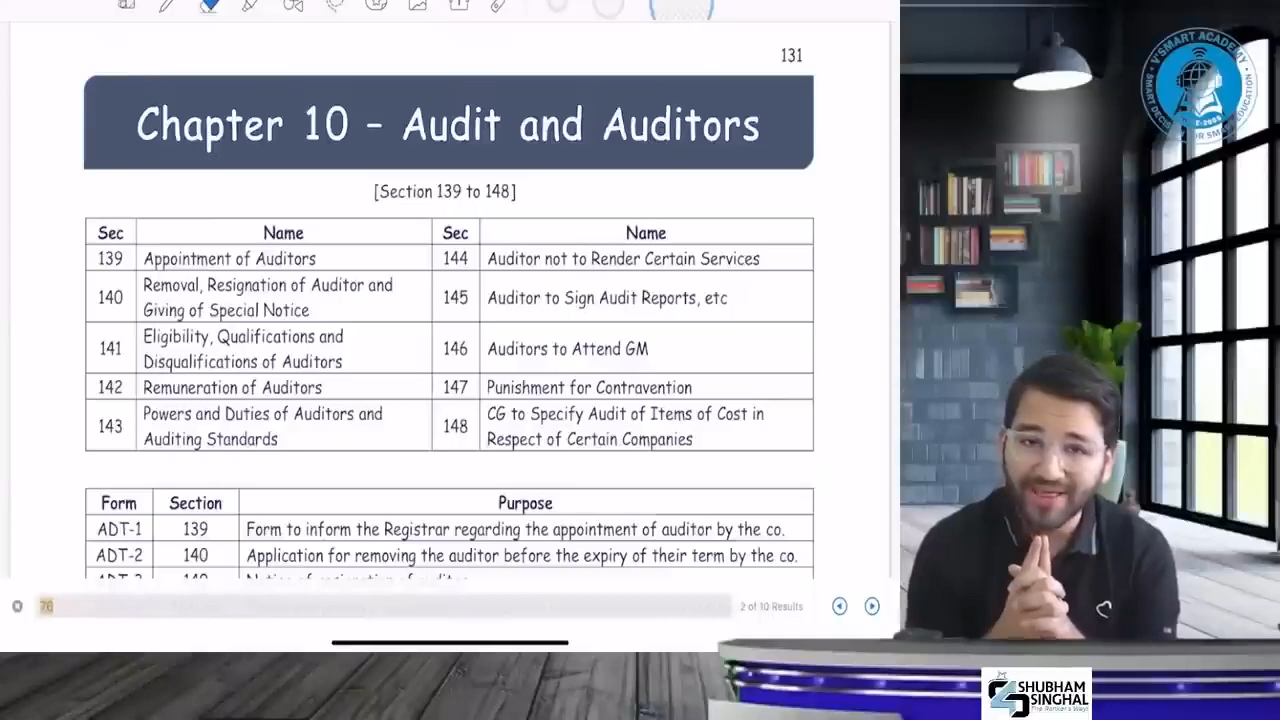 131
Chapter 10 - Audit and Auditors
[Section 139 to 148]
Sec Name Sec Name
139 Appointment of Auditors 144 Auditor not to Render Certain Services
140 Removal, Resignation of Auditor and Giving of Special Notice 145 Auditor to Sign Audit Reports, etc
141 Eligibility, Qualifications and Disqualifications of Auditors 146 Auditors to Attend GM
142 Remuneration of Auditors 147 Punishment for Contravention
143 Powers and Duties of Auditors and Auditing Standards 148 CG to Specify Audit of Items of Cost in Respect of Certain Companies
Form Section Purpose
ADT-1 139 Form to inform the Registrar regarding the appointment of auditor by the co.
ADT-2 140 Application for removing the auditor before the expiry of their term by the co.
2 of 10 Results
V'SMART ACADEMY
SHUBHAM
SINGHAL